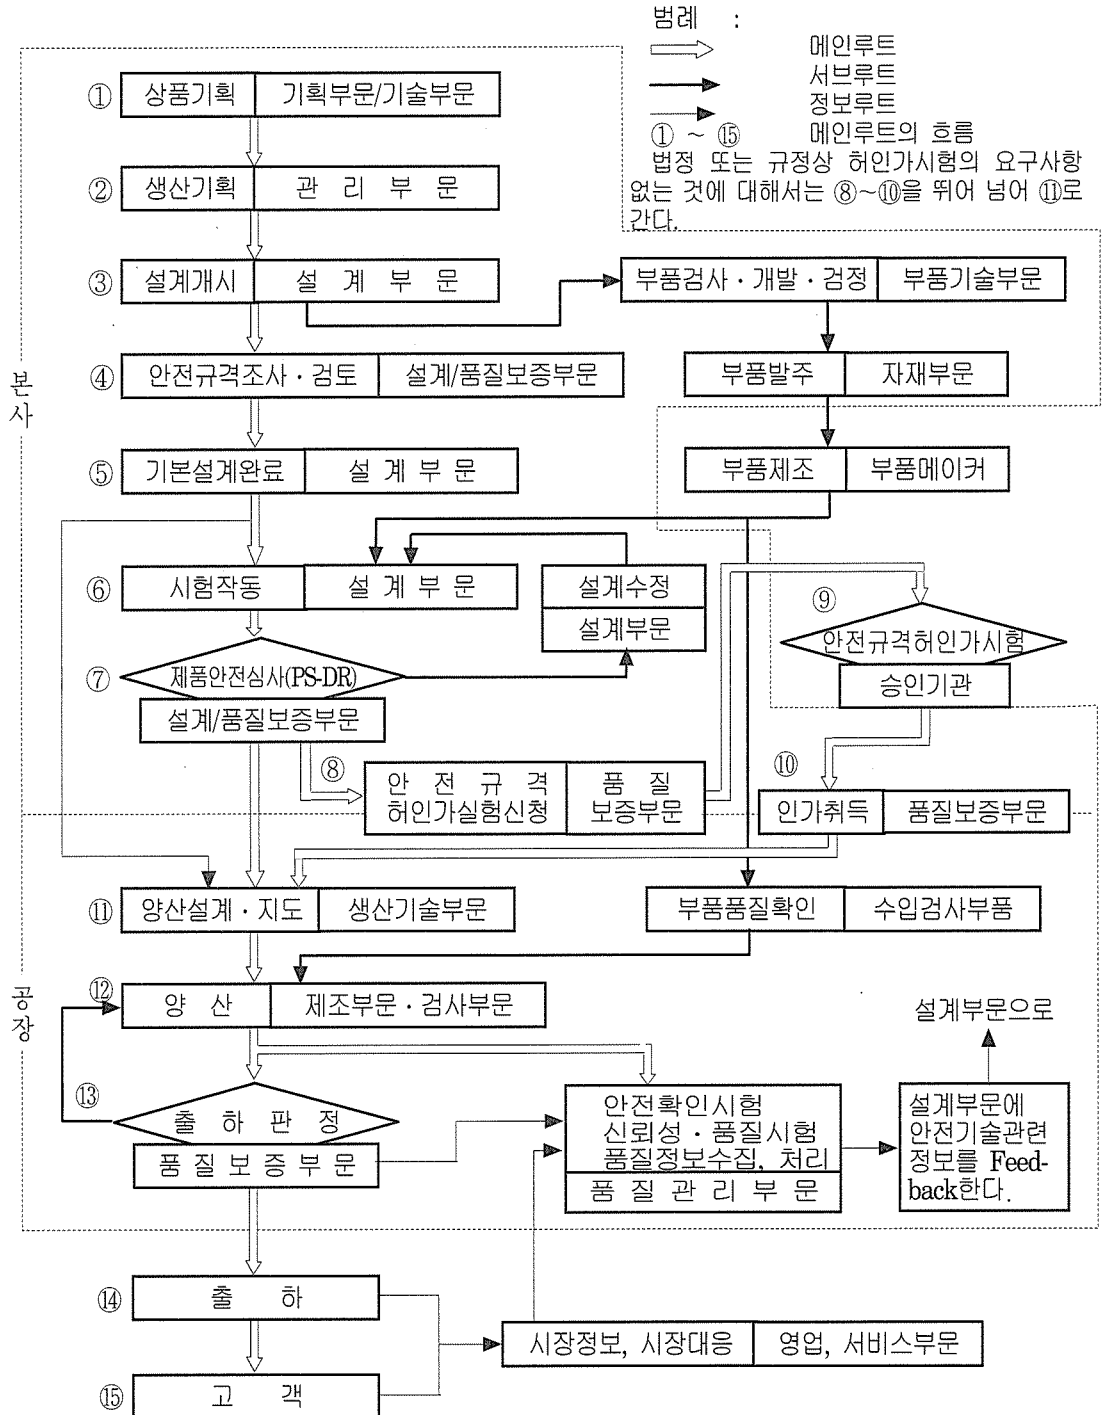 범례 :
메인루트
서브루트
정보루트
① ~ ⑮ 메인루트의 흐름
법정 또는 규정상 허인가시험의 요구사항
없는 것에 대해서는 ⑧~⑩을 뛰어 넘어 ⑪로
간다.
본사
① 상품기획 기획부문/기술부문
② 생산기획 관 리 부 문
③ 설계개시 설 계 부 문
부품검사 · 개발 · 검정 부품기술부문
④ 안전규격조사 · 검토 설계/품질보증부문
부품발주 자재부문
⑤ 기본설계완료 설 계 부 문
부품제조 부품메이커
⑥ 시험작동 설 계 부 문
설계수정
설계부문
⑨
안전규격허인가시험
승인기관
⑦ 제품안전심사(PS-DR)
설계/품질보증부문
⑧
안 전 규 격
허인가실험신청
품 질
보증부문
⑩
인가취득 품질보증부문
공장
⑪ 양산설계 · 지도 생산기술부문
부품품질확인 수입검사부품
⑫ 양 산 제조부문 · 검사부문
설계부문으로
⑬
출 하 판 정
품질보증부문
안전확인시험
신뢰성 · 품질시험
품질정보수집, 처리
품 질 관 리 부 문
설계부문에
안전기술관련
정보를 Feed-
back한다.
⑭ 출 하
시장정보, 시장대응 영업, 서비스부문
⑮ 고 객